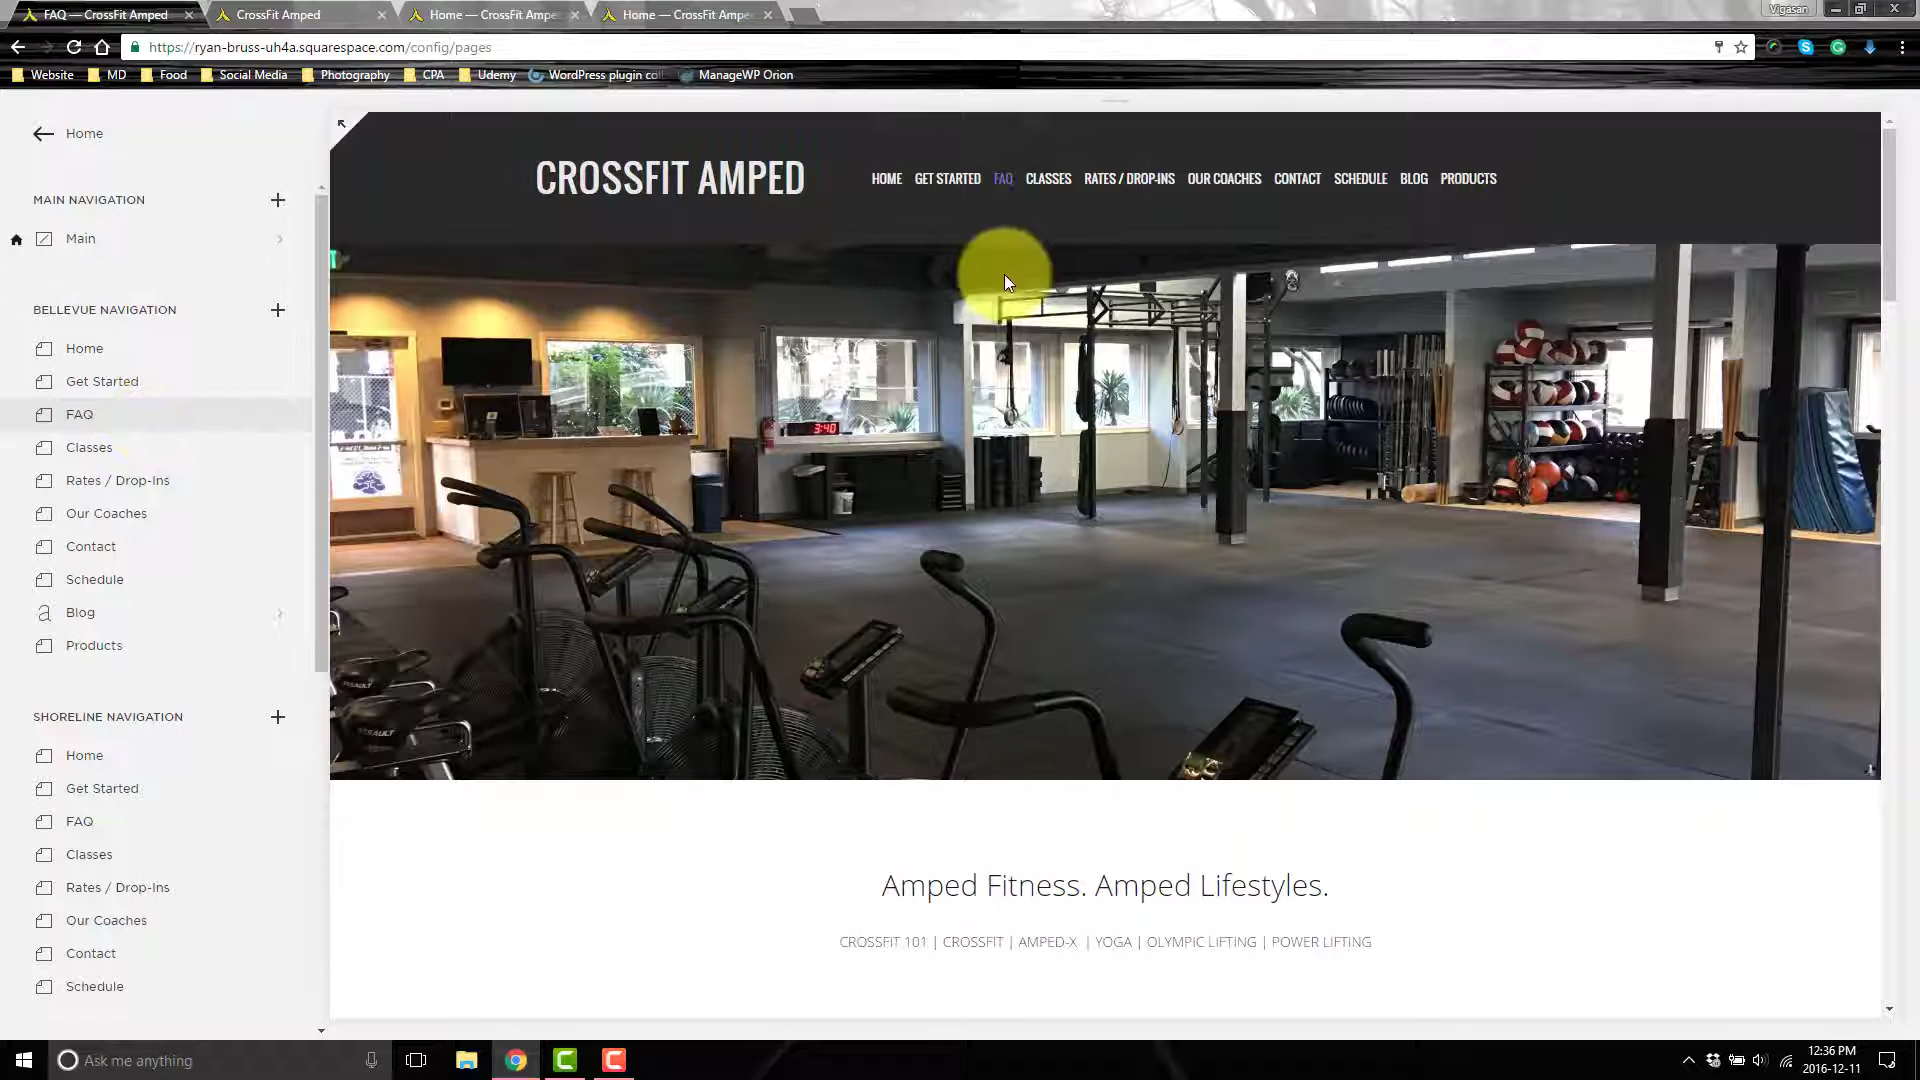 FAQ — CrossFit Amped
CrossFit Amped
Home — CrossFit Ampe
Home — CrossFit Ampe
Vigasan
https://ryan-bruss-uh4a.squarespace.com/config/pages
Website
MD
Food
Social Media
Photography
CPA
Udemy
WordPress plugin col
ManageWP Orion
Home
MAIN NAVIGATION
Main
BELLEVUE NAVIGATION
Home
Get Started
FAQ
Classes
Rates / Drop-Ins
Our Coaches
Contact
Schedule
Blog
Products
SHORELINE NAVIGATION
Home
Get Started
FAQ
Classes
Rates / Drop-Ins
Our Coaches
Contact
Schedule
CROSSFIT AMPED
HOME GET STARTED FAQ CLASSES RATES / DROP-INS OUR COACHES CONTACT SCHEDULE BLOG PRODUCTS
3:40
ASSAULT
ASSAULT
Amped Fitness. Amped Lifestyles.
CROSSFIT 101 | CROSSFIT | AMPED-X | YOGA | OLYMPIC LIFTING | POWER LIFTING
Ask me anything
12:36 PM
2016-12-11